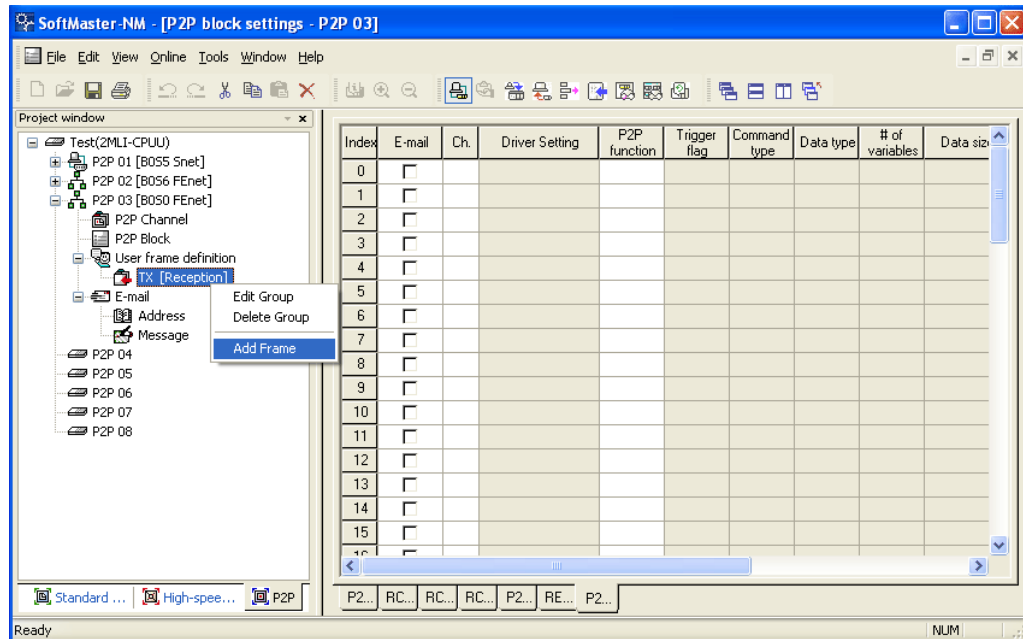 SoftMaster-NM - [P2P block settings - P2P 03]
File Edit View Online Tools Window Help
Project window
Test(2MLI-CPUU)
P2P 01 [B0S5 Snet]
P2P 02 [B0S6 FEnet]
P2P 03 [B0S0 FEnet]
P2P Channel
P2P Block
User frame definition
TX [Reception]
E-mail
Address
Message
P2P 04
P2P 05
P2P 06
P2P 07
P2P 08
Edit Group
Delete Group
Add Frame
Index E-mail Ch. Driver Setting P2P function Trigger flag Command type Data type # of variables Data siz
0
1
2
3
4
5
6
7
8
9
10
11
12
13
14
15
16
Standard ... High-spee... P2P
P2... RC... RC... RC... P2... RE... P2...
Ready NUM